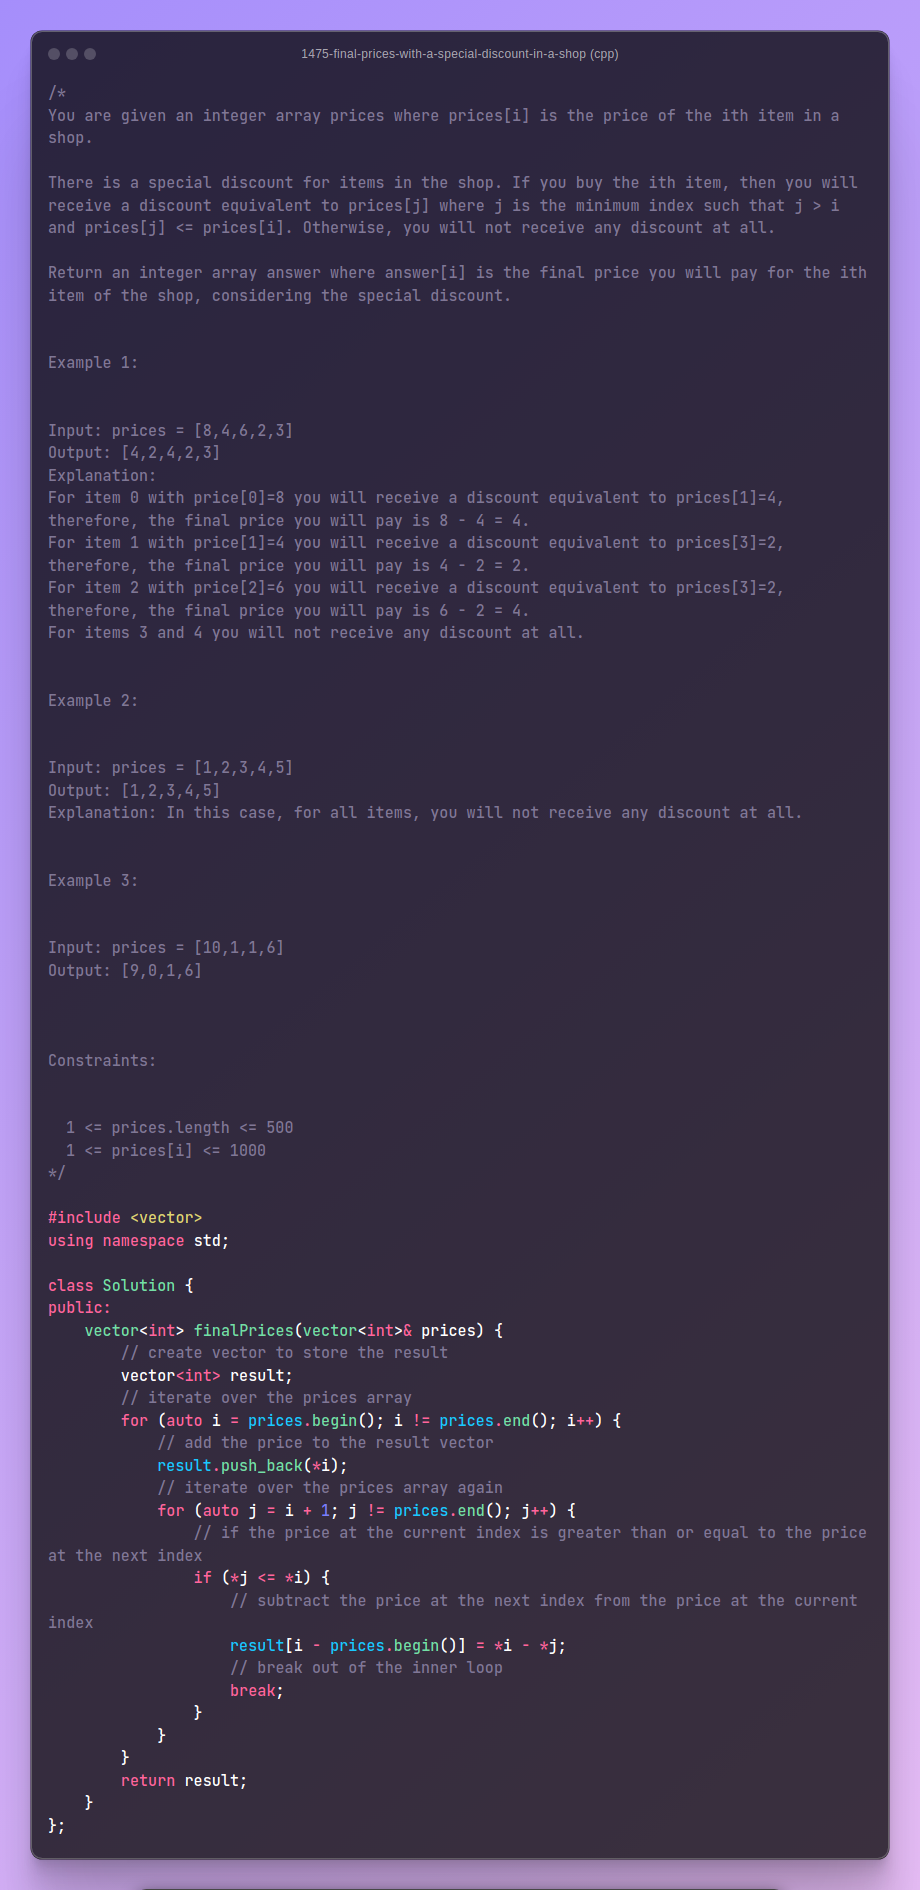 1475-final-prices-with-a-special-discount-in-a-shop (cpp)
/*
You are given an integer array prices where prices[i] is the price of the ith item in a
shop.
There is a special discount for items in the shop. If you buy the ith item, then you will
receive a discount equivalent to prices[j] where j is the minimum index such that j > i
and prices[j] <= prices[i]. Otherwise, you will not receive any discount at all.
Return an integer array answer where answer[i] is the final price you will pay for the ith
item of the shop, considering the special discount.
Example 1:
Input: prices = [8,4,6,2,3]
Output: [4,2,4,2,3]
Explanation:
For item 0 with price[0]=8 you will receive a discount equivalent to prices[1]=4,
therefore, the final price you will pay is 8 - 4 = 4.
For item 1 with price[1]=4 you will receive a discount equivalent to prices[3]=2,
therefore, the final price you will pay is 4 - 2 = 2.
For item 2 with price[2]=6 you will receive a discount equivalent to prices[3]=2,
therefore, the final price you will pay is 6 - 2 = 4.
For items 3 and 4 you will not receive any discount at all.
Example 2:
Input: prices = [1,2,3,4,5]
Output: [1,2,3,4,5]
Explanation: In this case, for all items, you will not receive any discount at all.
Example 3:
Input: prices = [10,1,1,6]
Output: [9,0,1,6]
Constraints:
  1 <= prices.length <= 500
  1 <= prices[i] <= 1000
*/
#include <vector>
using namespace std;
class Solution {
public:
    vector<int> finalPrices(vector<int>& prices) {
        // create vector to store the result
        vector<int> result;
        // iterate over the prices array
        for (auto i = prices.begin(); i != prices.end(); i++) {
            // add the price to the result vector
            result.push_back(*i);
            // iterate over the prices array again
            for (auto j = i + 1; j != prices.end(); j++) {
                // if the price at the current index is greater than or equal to the price
at the next index
                if (*j <= *i) {
                    // subtract the price at the next index from the price at the current
index
                    result[i - prices.begin()] = *i - *j;
                    // break out of the inner loop
                    break;
                }
            }
        }
        return result;
    }
};